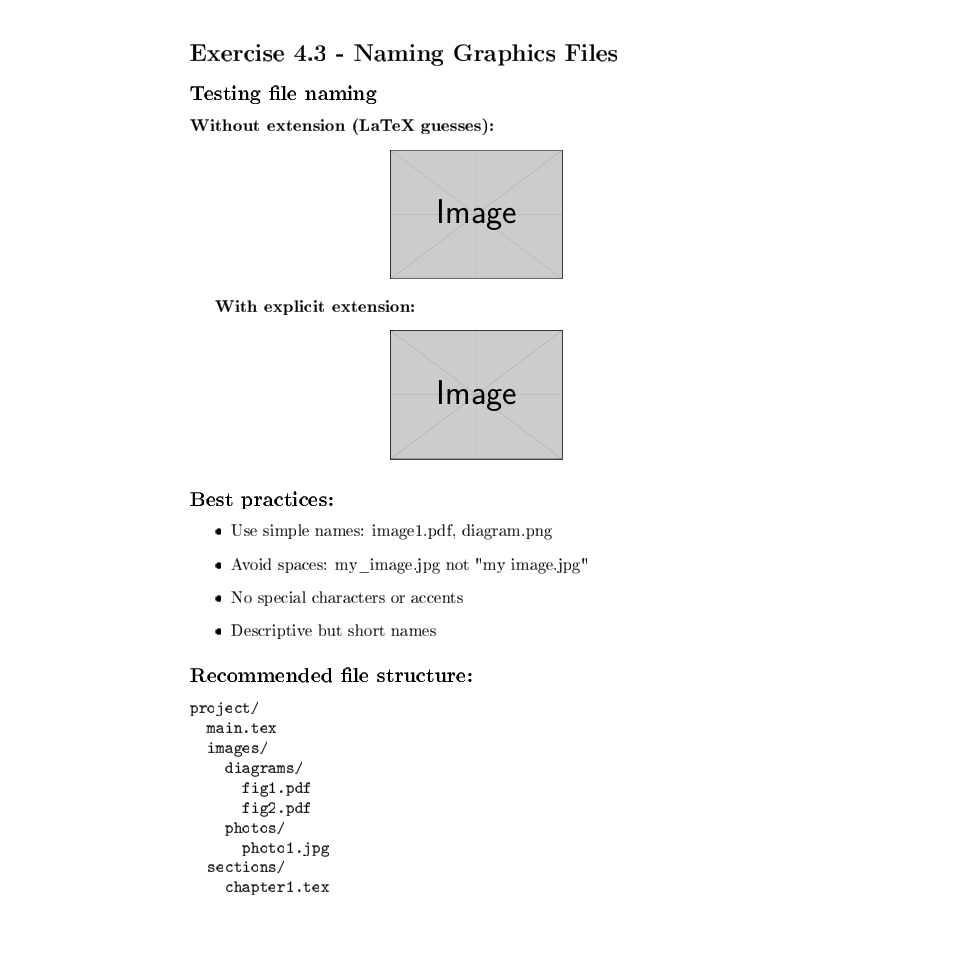 Exercise 4.3 - Naming Graphics Files
Testing file naming
Without extension (LaTeX guesses):
Image
With explicit extension:
Image
Best practices:
• Use simple names: image1.pdf, diagram.png
• Avoid spaces: my_image.jpg not "my image.jpg"
• No special characters or accents
• Descriptive but short names
Recommended file structure:
project/
  main.tex
  images/
    diagrams/
      fig1.pdf
      fig2.pdf
    photos/
      photo1.jpg
  sections/
    chapter1.tex